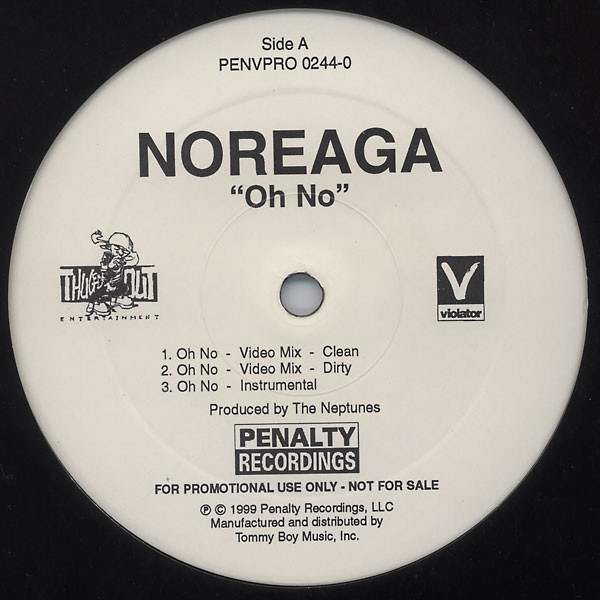 Side A
PENVPRO 0244-0
NOREAGA
“Oh No”
THUGGED OUT
ENTERTAINMENT
V
violator
1. Oh No - Video Mix - Clean
2. Oh No - Video Mix - Dirty
3. Oh No - Instrumental
Produced by The Neptunes
PENALTY
RECORDINGS
FOR PROMOTIONAL USE ONLY - NOT FOR SALE
℗ © 1999 Penalty Recordings, LLC
Manufactured and distributed by
Tommy Boy Music, Inc.